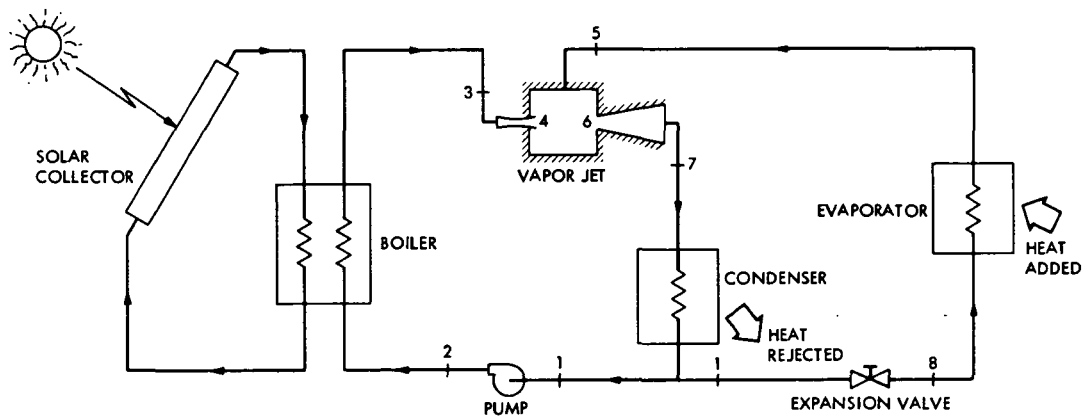 5
3
4
6
SOLAR
COLLECTOR
VAPOR JET
7
EVAPORATOR
HEAT
ADDED
BOILER
CONDENSER
HEAT
REJECTED
2
1
1
8
PUMP
EXPANSION VALVE